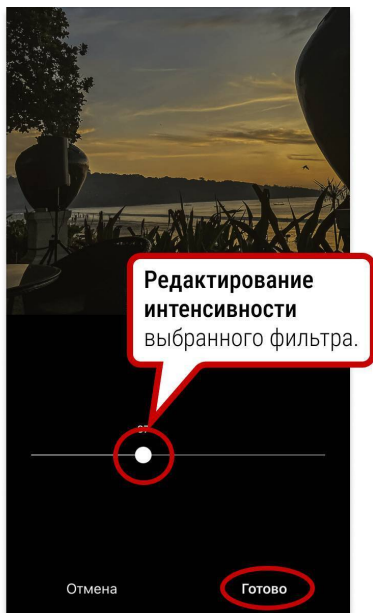 Редактирование
интенсивности
выбранного фильтра.
Отмена
Готово